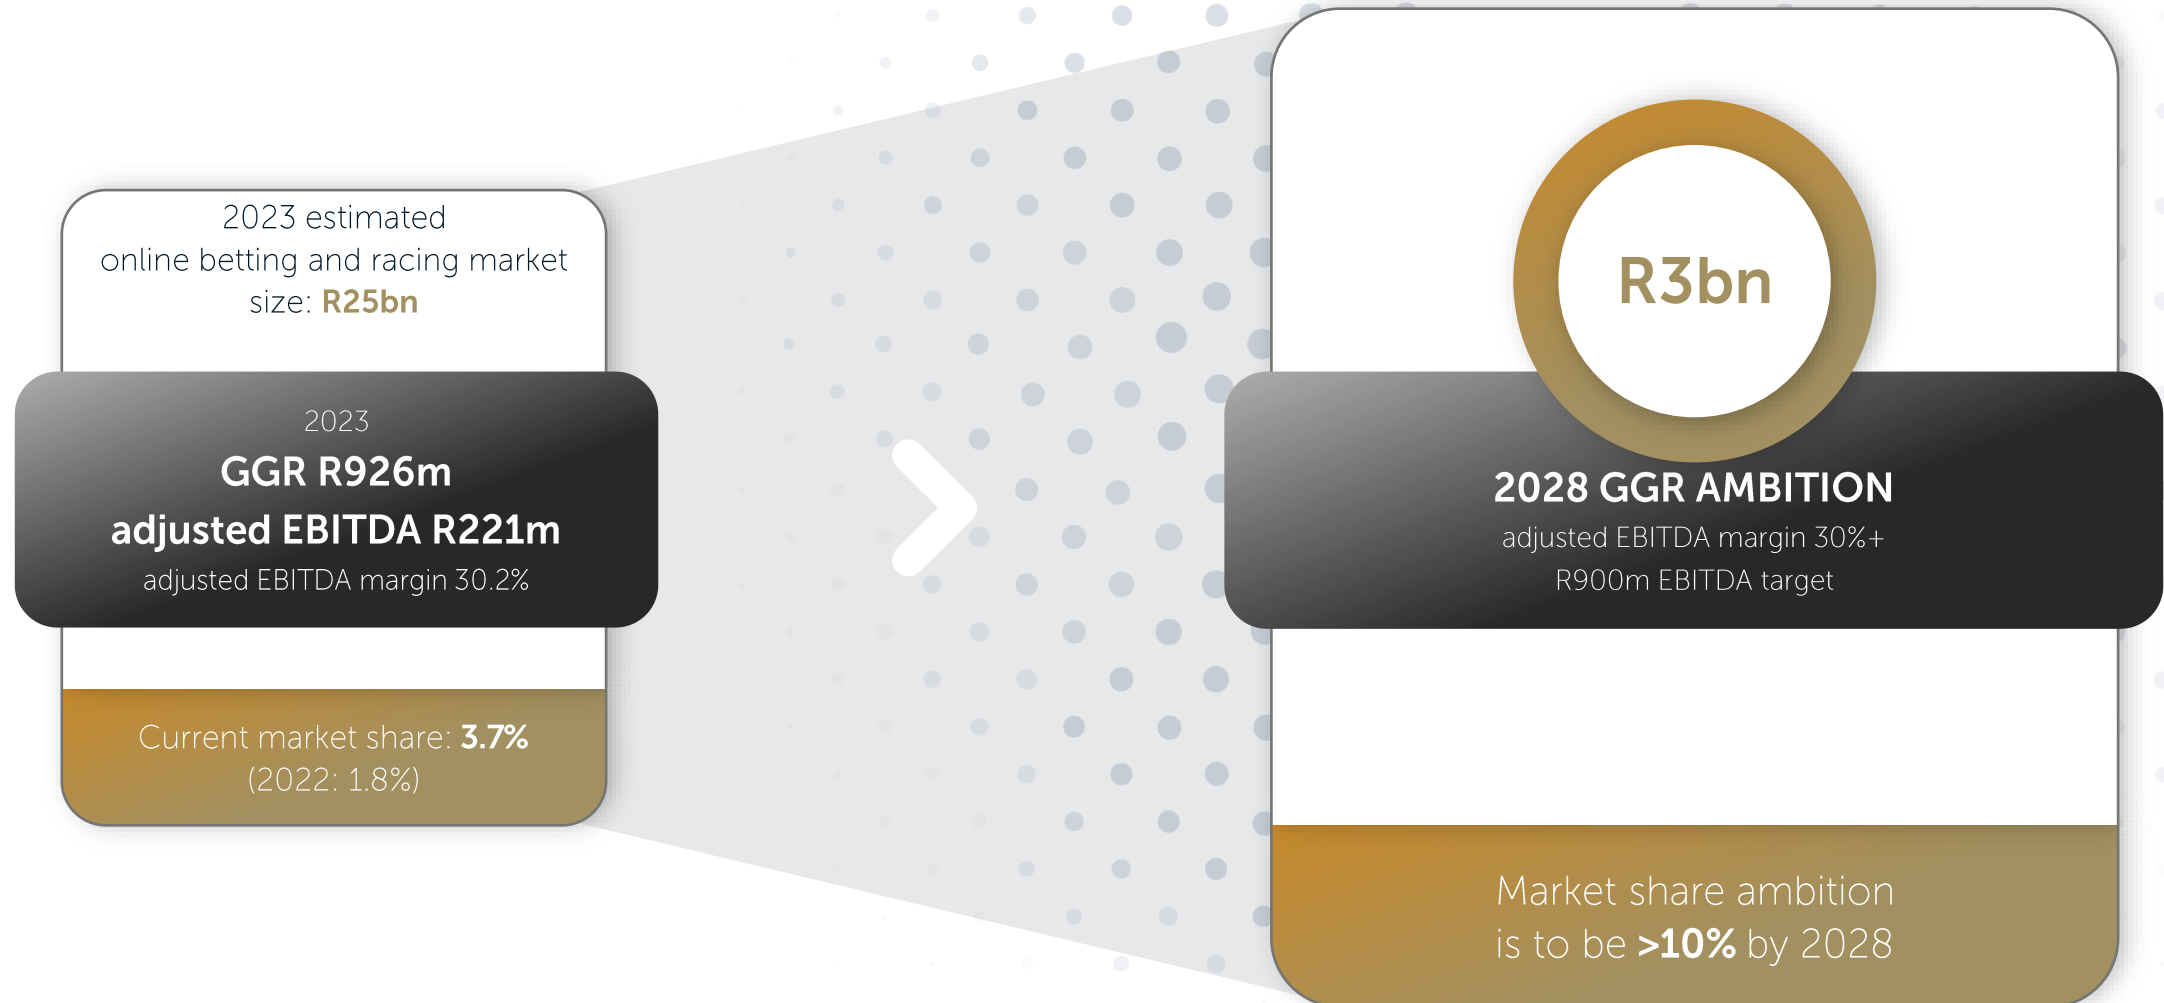 2023 estimated
online betting and racing market
size: R25bn
2023
GGR R926m
adjusted EBITDA R221m
adjusted EBITDA margin 30.2%
Current market share: 3.7%
(2022: 1.8%)
R3bn
2028 GGR AMBITION
adjusted EBITDA margin 30%+
R900m EBITDA target
Market share ambition
is to be >10% by 2028